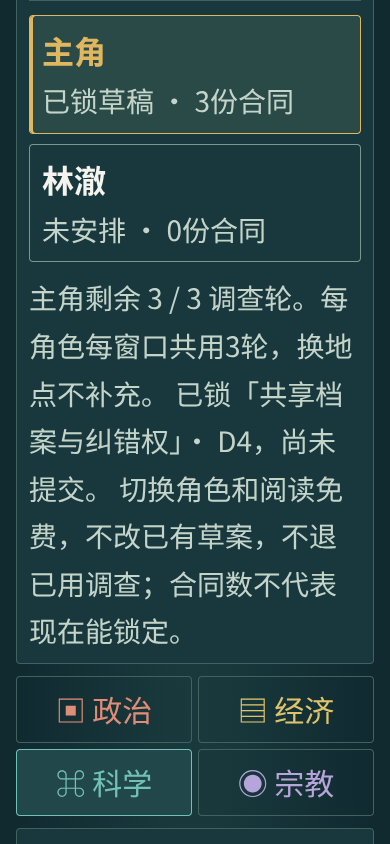 主角
已锁草稿 · 3份合同
林澈
未安排 · 0份合同
主角剩余 3 / 3 调查轮。每
角色每窗口共用3轮，换地
点不补充。 已锁「共享档
案与纠错权」· D4，尚未
提交。 切换角色和阅读免
费，不改已有草案，不退
已用调查；合同数不代表
现在能锁定。
▣ 政治
▤ 经济
⌘ 科学
◉ 宗教